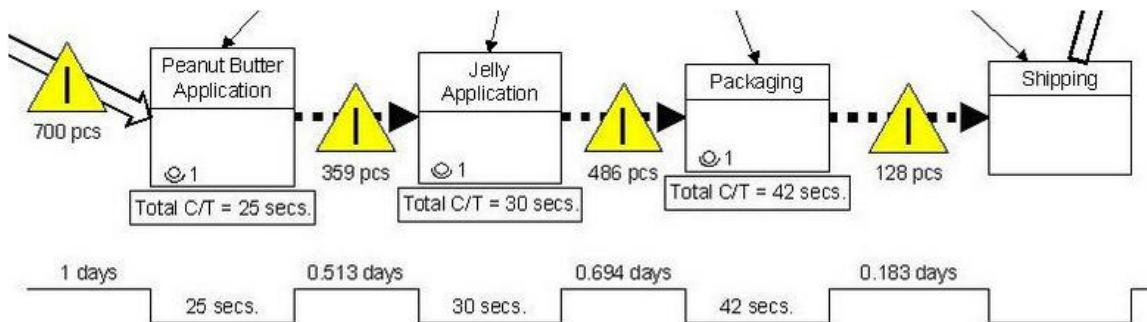 Peanut Butter
Application
Jelly
Application
Packaging
Shipping
I
I
I
I
700 pcs
359 pcs
486 pcs
128 pcs
1
1
1
Total C/T = 25 secs.
Total C/T = 30 secs.
Total C/T = 42 secs.
1 days
0.513 days
0.694 days
0.183 days
25 secs.
30 secs.
42 secs.